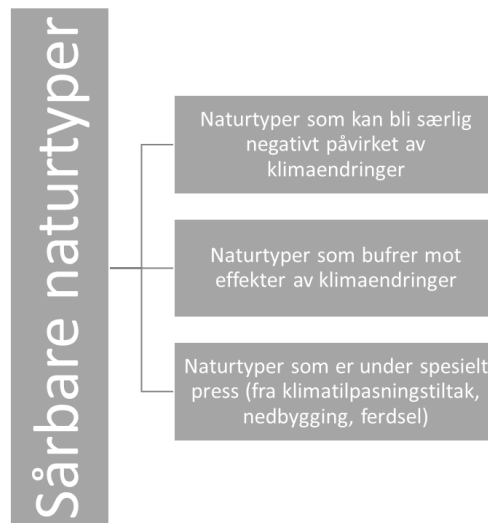 Sårbare naturtyper
Naturtyper som kan bli særlig
negativt påvirket av
klimaendringer
Naturtyper som bufrer mot
effekter av klimaendringer
Naturtyper som er under spesielt
press (fra klimatilpasningstiltak,
nedbygging, ferdsel)